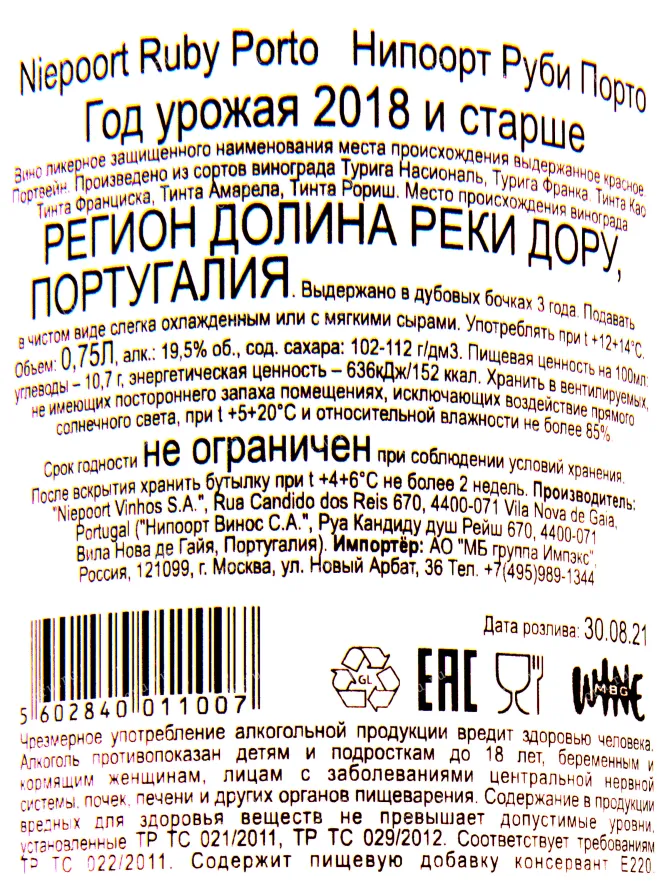 Niepoort Ruby Porto Нипоорт Руби Порто
Год урожая 2018 и старше
Вино ликерное защищенного наименования места происхождения выдержанное красное.
Портвейн. Произведено из сортов винограда Турига Насиональ, Турига Франка, Тинта Као
Тинта Франциска, Тинта Амарела, Тинта Рориш. Место происхождения винограда
РЕГИОН ДОЛИНА РЕКИ ДОРУ,
ПОРТУГАЛИЯ. Выдержано в дубовых бочках 3 года. Подавать
в чистом виде слегка охлажденным или с мягкими сырами. Употреблять при t +12+14°C.
Объем: 0,75Л, алк.: 19,5% об., сод. сахара: 102-112 г/дм3. Пищевая ценность на 100мл:
углеводы – 10,7 г, энергетическая ценность – 636кДж/152 ккал. Хранить в вентилируемых,
не имеющих постороннего запаха помещениях, исключающих воздействие прямого
солнечного света, при t +5+20°C и относительной влажности не более 85%.
Срок годности не ограничен при соблюдении условий хранения.
После вскрытия хранить бутылку при t +4+6°C не более 2 недель. Производитель:
"Niepoort Vinhos S.A.", Rua Candido dos Reis 670, 4400-071 Vila Nova de Gaia,
Portugal ("Нипоорт Винос С.А.", Руа Кандиду душ Рейш 670, 4400-071
Вила Нова де Гайя, Португалия). Импортёр: АО "МБ группа Импэкс",
Россия, 121099, г. Москва, ул. Новый Арбат, 36 Тел. +7(495)989-1344
Дата розлива: 30.08.21
GL EAC WINE MBG
5 602840 011007
Чрезмерное употребление алкогольной продукции вредит здоровью человека.
Алкоголь противопоказан детям и подросткам до 18 лет, беременным и
кормящим женщинам, лицам с заболеваниями центральной нервной
системы, почек, печени и других органов пищеварения. Содержание в продукции
вредных для здоровья веществ не превышает допустимые уровни,
установленные ТР ТС 021/2011, ТР ТС 029/2012. Соответствует требованиям
ТР ТС 022/2011. Содержит пищевую добавку консервант Е220.